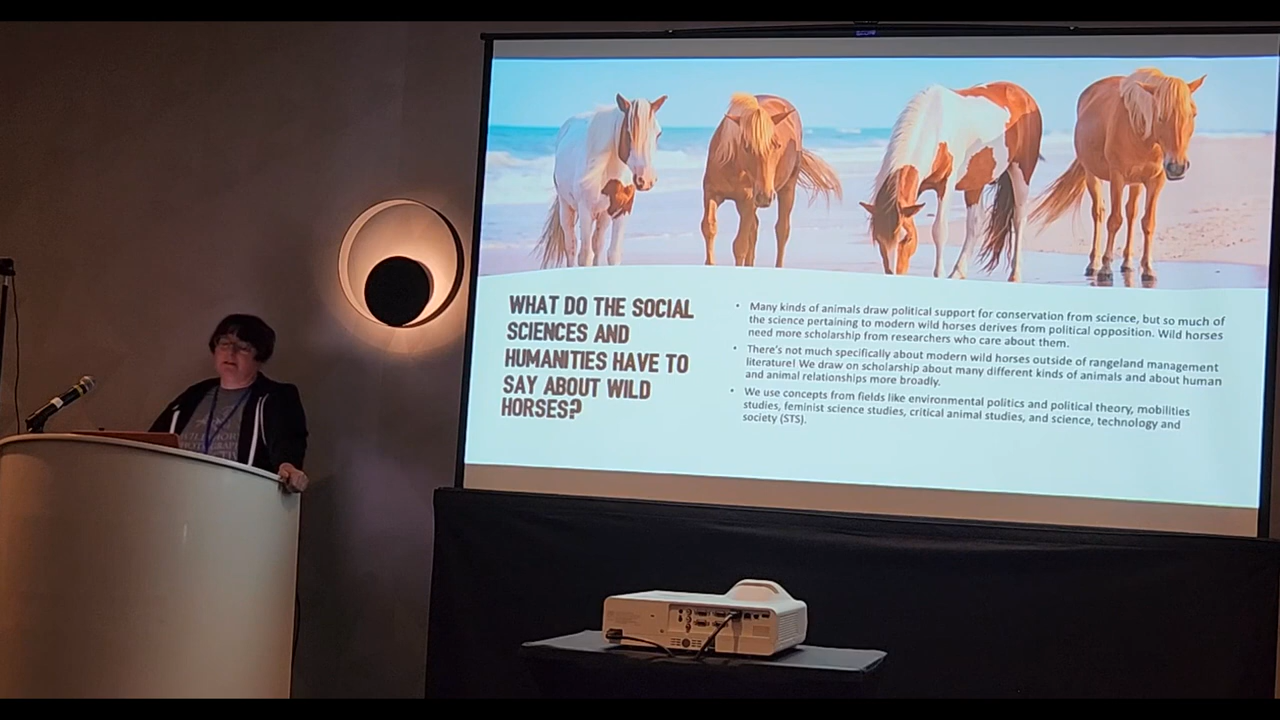 WHAT DO THE SOCIAL
SCIENCES AND
HUMANITIES HAVE TO
SAY ABOUT WILD
HORSES?
• Many kinds of animals draw political support for conservation from science, but so much of
the science pertaining to modern wild horses derives from political opposition. Wild horses
need more scholarship from researchers who care about them.
• There's not much specifically about modern wild horses outside of rangeland management
literature! We draw on scholarship about many different kinds of animals and about human
and animal relationships more broadly.
• We use concepts from fields like environmental politics and political theory, mobilities
studies, feminist science studies, critical animal studies, and science, technology and
society (STS).